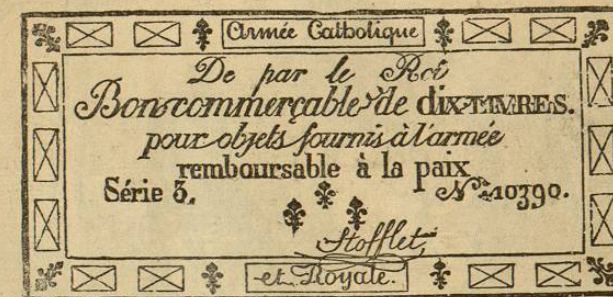 Armée Catholique
De par le Roi
Bon commerçable de dix LIVRES.
pour objets fournis à l'armée
remboursable à la paix
Série 3. N° 10390.
Stofflet
et Royale.